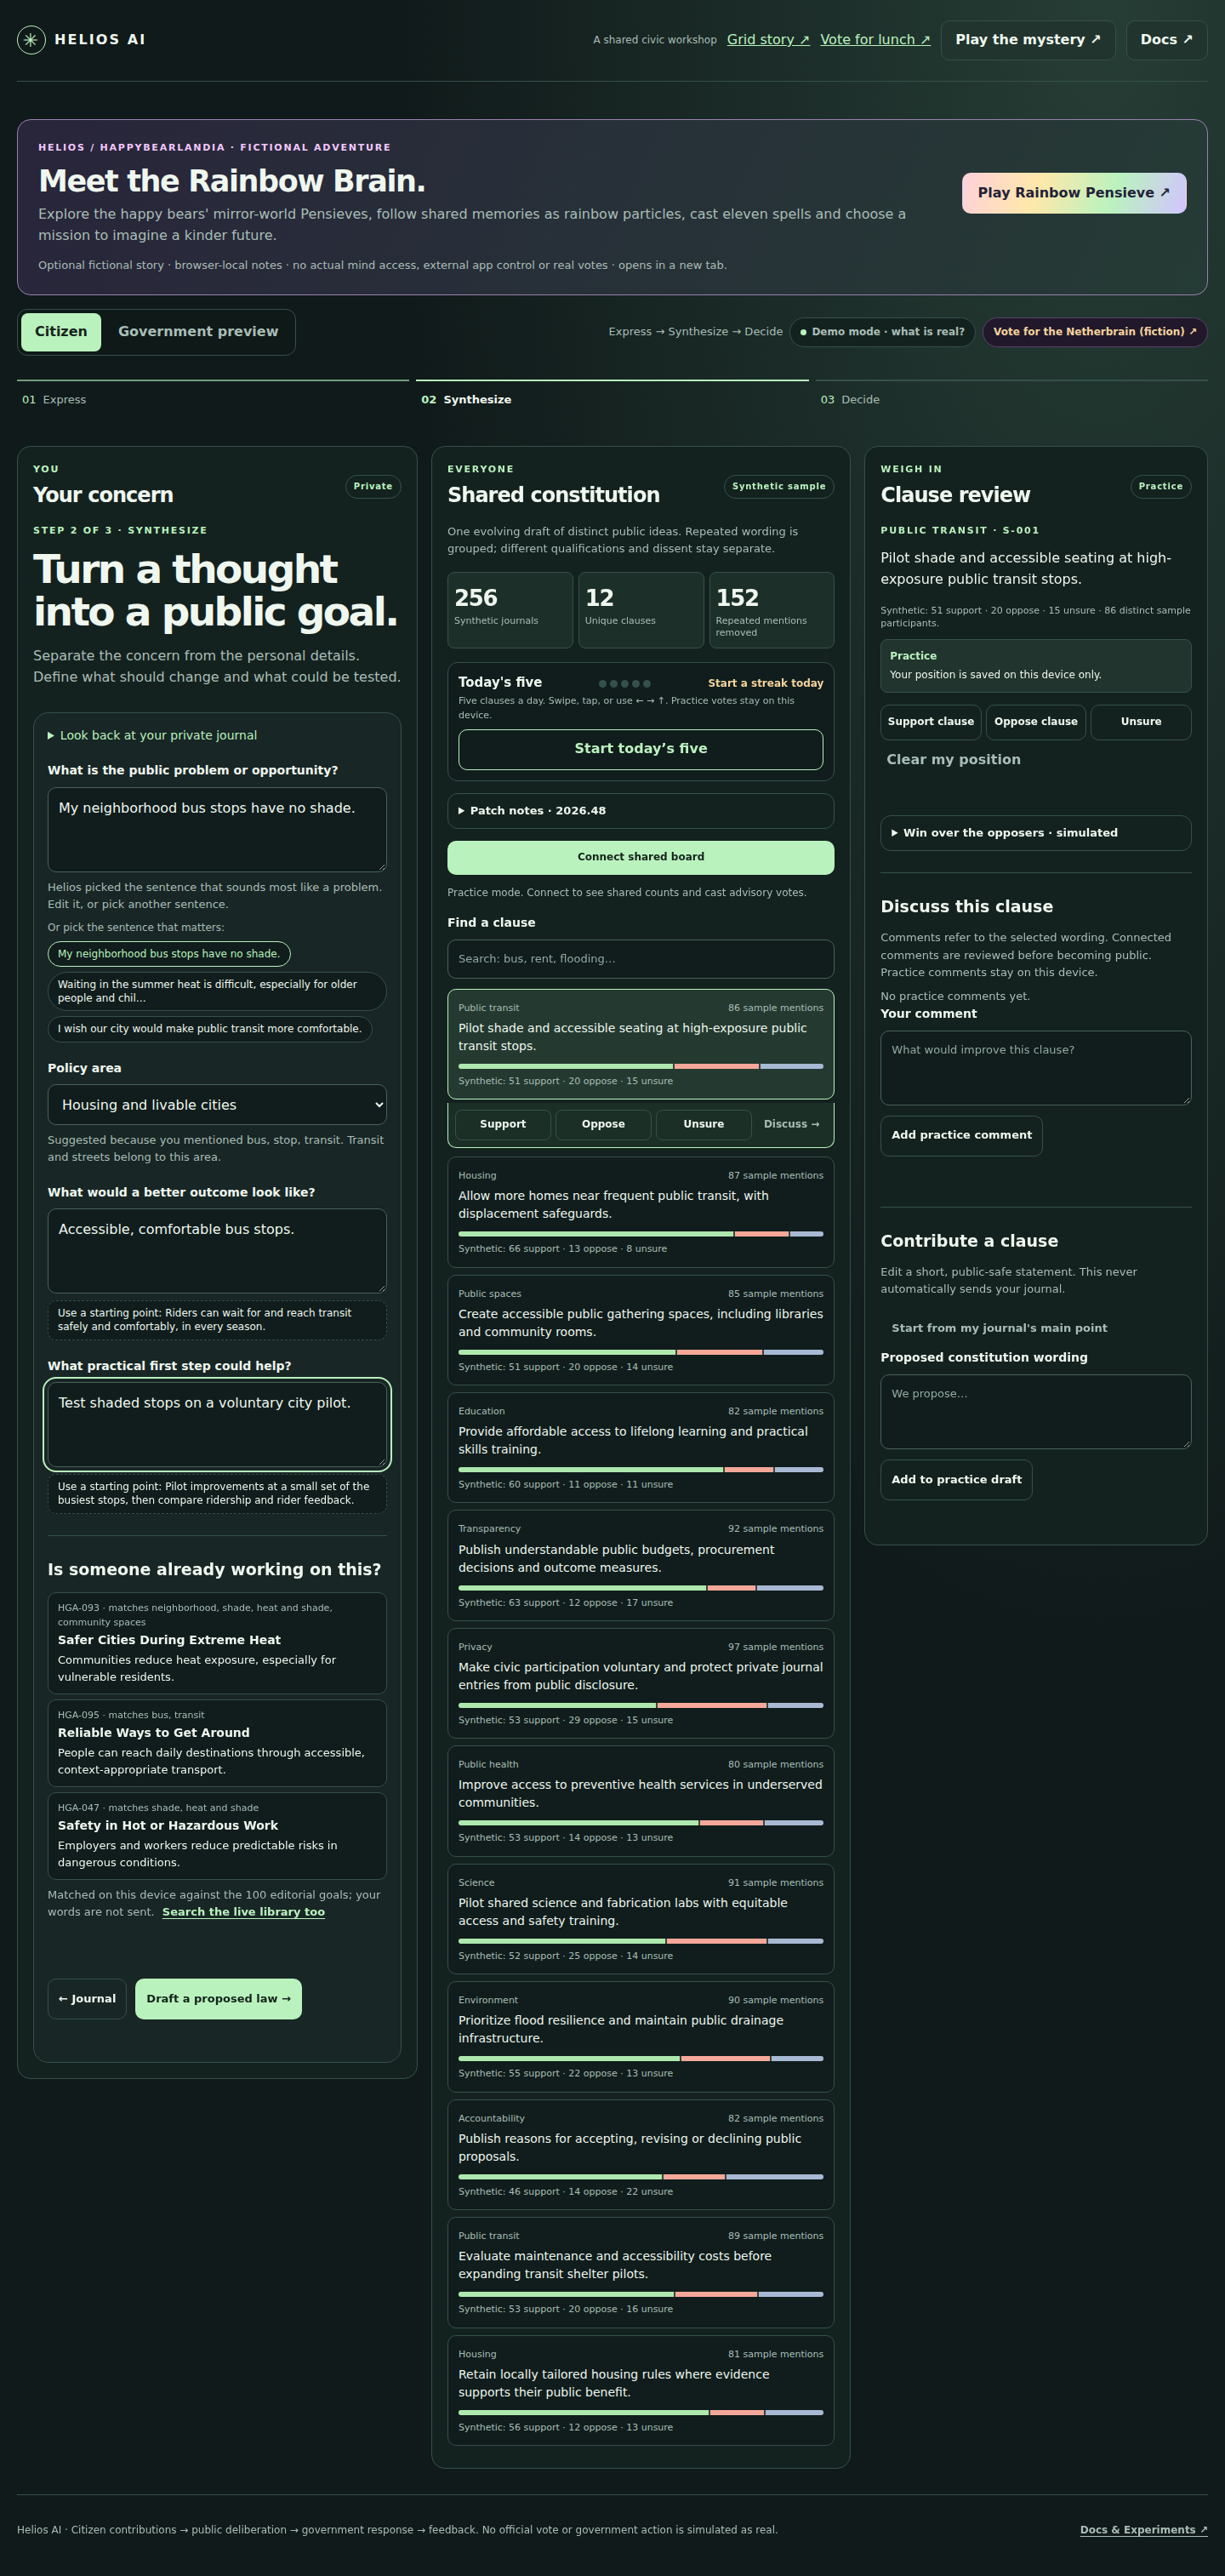 HELIOS AI
A shared civic workshop
Grid story ↗
Vote for lunch ↗
Play the mystery ↗
Docs ↗
HELIOS / HAPPYBEARLANDIA · FICTIONAL ADVENTURE
Meet the Rainbow Brain.
Explore the happy bears' mirror-world Pensieves, follow shared memories as rainbow particles, cast eleven spells and choose a
mission to imagine a kinder future.
Optional fictional story · browser-local notes · no actual mind access, external app control or real votes · opens in a new tab.
Play Rainbow Pensieve ↗
Citizen
Government preview
Express → Synthesize → Decide
Demo mode · what is real?
Vote for the Netherbrain (fiction) ↗
01 Express
02 Synthesize
03 Decide
YOU
Your concern
Private
STEP 2 OF 3 · SYNTHESIZE
Turn a thought
into a public goal.
Separate the concern from the personal details.
Define what should change and what could be tested.
▶ Look back at your private journal
What is the public problem or opportunity?
My neighborhood bus stops have no shade.
Helios picked the sentence that sounds most like a problem.
Edit it, or pick another sentence.
Or pick the sentence that matters:
My neighborhood bus stops have no shade.
Waiting in the summer heat is difficult, especially for older
people and chil…
I wish our city would make public transit more comfortable.
Policy area
Housing and livable cities
Suggested because you mentioned bus, stop, transit. Transit
and streets belong to this area.
What would a better outcome look like?
Accessible, comfortable bus stops.
Use a starting point: Riders can wait for and reach transit
safely and comfortably, in every season.
What practical first step could help?
Test shaded stops on a voluntary city pilot.
Use a starting point: Pilot improvements at a small set of the
busiest stops, then compare ridership and rider feedback.
Is someone already working on this?
HGA-093 · matches neighborhood, shade, heat and shade,
community spaces
Safer Cities During Extreme Heat
Communities reduce heat exposure, especially for
vulnerable residents.
HGA-095 · matches bus, transit
Reliable Ways to Get Around
People can reach daily destinations through accessible,
context-appropriate transport.
HGA-047 · matches shade, heat and shade
Safety in Hot or Hazardous Work
Employers and workers reduce predictable risks in
dangerous conditions.
Matched on this device against the 100 editorial goals; your
words are not sent. Search the live library too
← Journal
Draft a proposed law →
EVERYONE
Shared constitution
Synthetic sample
One evolving draft of distinct public ideas. Repeated wording is
grouped; different qualifications and dissent stay separate.
256
Synthetic journals
12
Unique clauses
152
Repeated mentions
removed
Today's five
Start a streak today
Five clauses a day. Swipe, tap, or use ← → ↑. Practice votes stay on this
device.
Start today’s five
▶ Patch notes · 2026.48
Connect shared board
Practice mode. Connect to see shared counts and cast advisory votes.
Find a clause
Search: bus, rent, flooding…
Public transit
86 sample mentions
Pilot shade and accessible seating at high-exposure public
transit stops.
Synthetic: 51 support · 20 oppose · 15 unsure
Support
Oppose
Unsure
Discuss →
Housing
87 sample mentions
Allow more homes near frequent public transit, with
displacement safeguards.
Synthetic: 66 support · 13 oppose · 8 unsure
Public spaces
85 sample mentions
Create accessible public gathering spaces, including libraries
and community rooms.
Synthetic: 51 support · 20 oppose · 14 unsure
Education
82 sample mentions
Provide affordable access to lifelong learning and practical
skills training.
Synthetic: 60 support · 11 oppose · 11 unsure
Transparency
92 sample mentions
Publish understandable public budgets, procurement
decisions and outcome measures.
Synthetic: 63 support · 12 oppose · 17 unsure
Privacy
97 sample mentions
Make civic participation voluntary and protect private journal
entries from public disclosure.
Synthetic: 53 support · 29 oppose · 15 unsure
Public health
80 sample mentions
Improve access to preventive health services in underserved
communities.
Synthetic: 53 support · 14 oppose · 13 unsure
Science
91 sample mentions
Pilot shared science and fabrication labs with equitable
access and safety training.
Synthetic: 52 support · 25 oppose · 14 unsure
Environment
90 sample mentions
Prioritize flood resilience and maintain public drainage
infrastructure.
Synthetic: 55 support · 22 oppose · 13 unsure
Accountability
82 sample mentions
Publish reasons for accepting, revising or declining public
proposals.
Synthetic: 46 support · 14 oppose · 22 unsure
Public transit
89 sample mentions
Evaluate maintenance and accessibility costs before
expanding transit shelter pilots.
Synthetic: 53 support · 20 oppose · 16 unsure
Housing
81 sample mentions
Retain locally tailored housing rules where evidence
supports their public benefit.
Synthetic: 56 support · 12 oppose · 13 unsure
WEIGH IN
Clause review
Practice
PUBLIC TRANSIT · S-001
Pilot shade and accessible seating at high-
exposure public transit stops.
Synthetic: 51 support · 20 oppose · 15 unsure · 86 distinct sample
participants.
Practice
Your position is saved on this device only.
Support clause
Oppose clause
Unsure
Clear my position
▶ Win over the opposers · simulated
Discuss this clause
Comments refer to the selected wording. Connected
comments are reviewed before becoming public.
Practice comments stay on this device.
No practice comments yet.
Your comment
What would improve this clause?
Add practice comment
Contribute a clause
Edit a short, public-safe statement. This never
automatically sends your journal.
Start from my journal's main point
Proposed constitution wording
We propose…
Add to practice draft
Helios AI · Citizen contributions → public deliberation → government response → feedback. No official vote or government action is simulated as real.
Docs & Experiments ↗